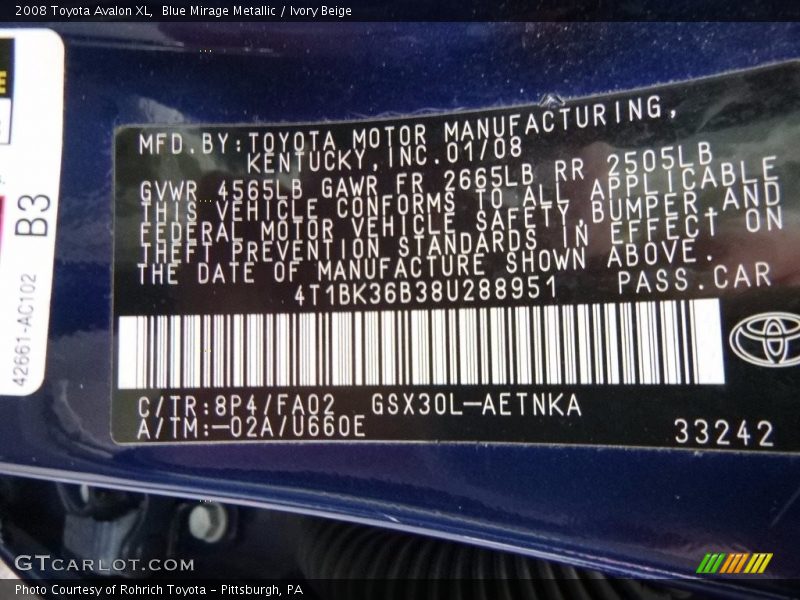 2008 Toyota Avalon XL,  Blue Mirage Metallic / Ivory Beige
MFD.BY:TOYOTA MOTOR MANUFACTURING,
KENTUCKY,INC.01/08
GVWR 4565LB GAWR FR 2665LB RR 2505LB
THIS VEHICLE CONFORMS TO ALL APPLICABLE
FEDERAL MOTOR VEHICLE SAFETY,BUMPER,AND
THEFT PREVENTION STANDARDS IN EFFECT ON
THE DATE OF MANUFACTURE SHOWN ABOVE.
4T1BK36B38U288951 PASS.CAR
C/TR:8P4/FA02 GSX30L-AETNKA
A/TM:-02A/U660E
33242
B3
42661-AC102
GTCARLOT.COM
Photo Courtesy of Rohrich Toyota - Pittsburgh, PA